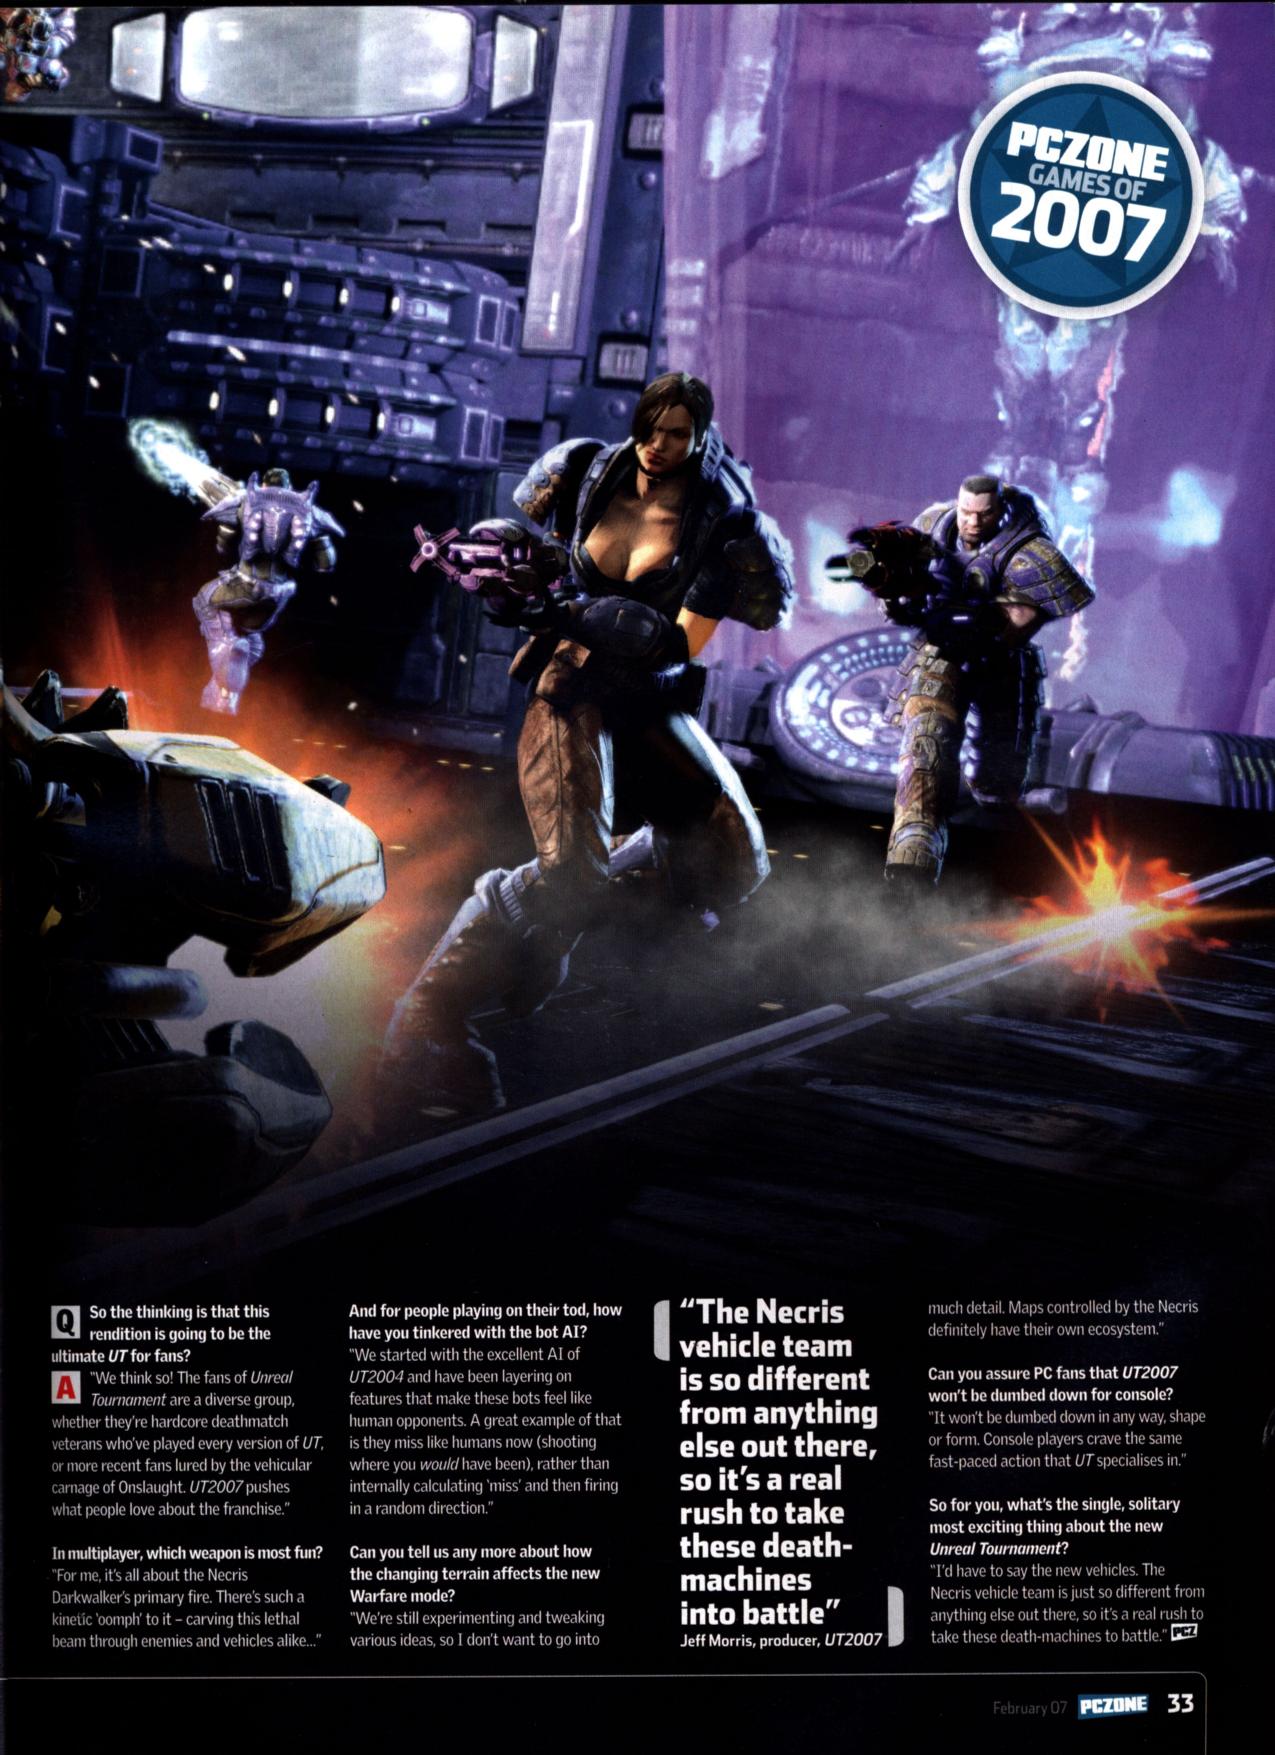 PCZONE
GAMES OF
2007
Q So the thinking is that this
rendition is going to be the
ultimate UT for fans?
A "We think so! The fans of Unreal
Tournament are a diverse group,
whether they're hardcore deathmatch
veterans who've played every version of UT,
or more recent fans lured by the vehicular
carnage of Onslaught. UT2007 pushes
what people love about the franchise."
In multiplayer, which weapon is most fun?
"For me, it's all about the Necris
Darkwalker's primary fire. There's such a
kinetic 'oomph' to it – carving this lethal
beam through enemies and vehicles alike..."
And for people playing on their tod, how
have you tinkered with the bot AI?
"We started with the excellent AI of
UT2004 and have been layering on
features that make these bots feel like
human opponents. A great example of that
is they miss like humans now (shooting
where you would have been), rather than
internally calculating 'miss' and then firing
in a random direction."
Can you tell us any more about how
the changing terrain affects the new
Warfare mode?
"We're still experimenting and tweaking
various ideas, so I don't want to go into
much detail. Maps controlled by the Necris
definitely have their own ecosystem."
Can you assure PC fans that UT2007
won't be dumbed down for console?
"It won't be dumbed down in any way, shape
or form. Console players crave the same
fast-paced action that UT specialises in."
So for you, what's the single, solitary
most exciting thing about the new
Unreal Tournament?
"I'd have to say the new vehicles. The
Necris vehicle team is just so different from
anything else out there, so it's a real rush to
take these death-machines to battle." PCZ
"The Necris
vehicle team
is so different
from anything
else out there,
so it's a real
rush to take
these death-
machines
into battle"
Jeff Morris, producer, UT2007
February 07 PCZONE 33